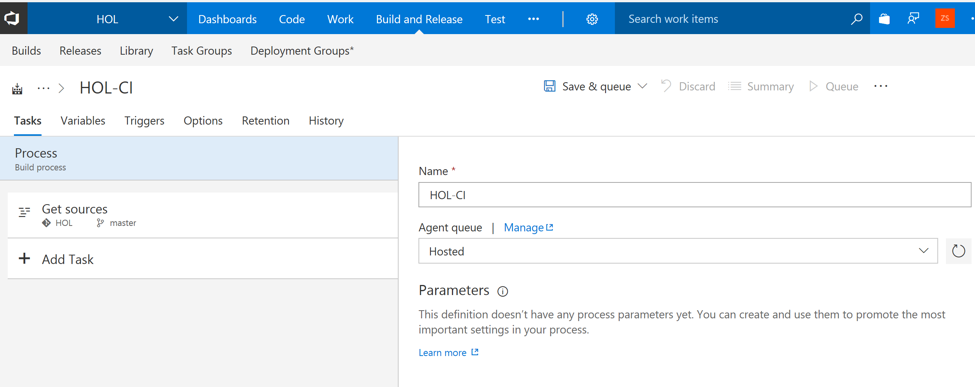 HOL Dashboards Code Work Build and Release Test ... Search work items ZS
Builds Releases Library Task Groups Deployment Groups*
... > HOL-CI Save & queue Discard Summary Queue ...
Tasks Variables Triggers Options Retention History
Process
Build process
Name *
HOL-CI
Get sources
HOL master
Agent queue | Manage
Hosted
+ Add Task
Parameters
This definition doesn't have any process parameters yet. You can create and use them to promote the most
important settings in your process.
Learn more